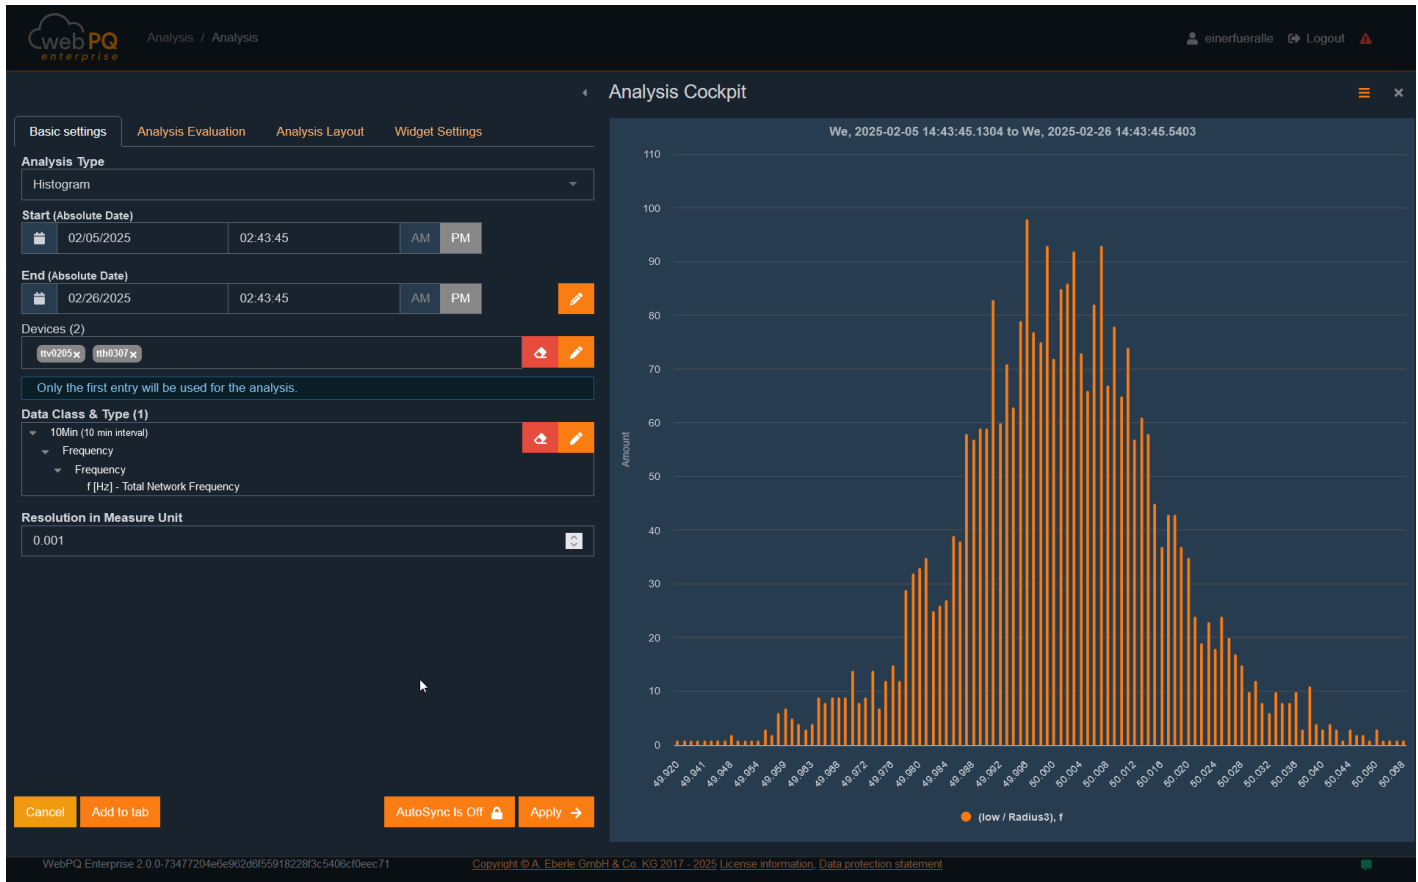 webPQ
enterprise
Analysis / Analysis
einerfueralle
Logout
Analysis Cockpit
Basic settings
Analysis Evaluation
Analysis Layout
Widget Settings
Analysis Type
Histogram
Start (Absolute Date)
02/05/2025
02:43:45
AM
PM
End (Absolute Date)
02/26/2025
02:43:45
AM
PM
Devices (2)
ttv0205
tth0307
Only the first entry will be used for the analysis.
Data Class & Type (1)
10Min (10 min interval)
Frequency
Frequency
f [Hz] - Total Network Frequency
Resolution in Measure Unit
0.001
Cancel
Add to tab
AutoSync Is Off
Apply
We, 2025-02-05 14:43:45.1304 to We, 2025-02-26 14:43:45.5403
110
100
90
80
70
60
50
40
30
20
10
0
Amount
49.920
49.941
49.948
49.954
49.959
49.963
49.968
49.972
49.976
49.980
49.984
49.988
49.992
49.996
50.000
50.004
50.008
50.012
50.016
50.020
50.024
50.028
50.032
50.036
50.040
50.044
50.050
50.068
(low / Radius3), f
WebPQ Enterprise 2.0.0-73477204e6e962d6f55918228f3c5406cf0eec71
Copyright © A. Eberle GmbH & Co. KG 2017 - 2025 License information, Data protection statement